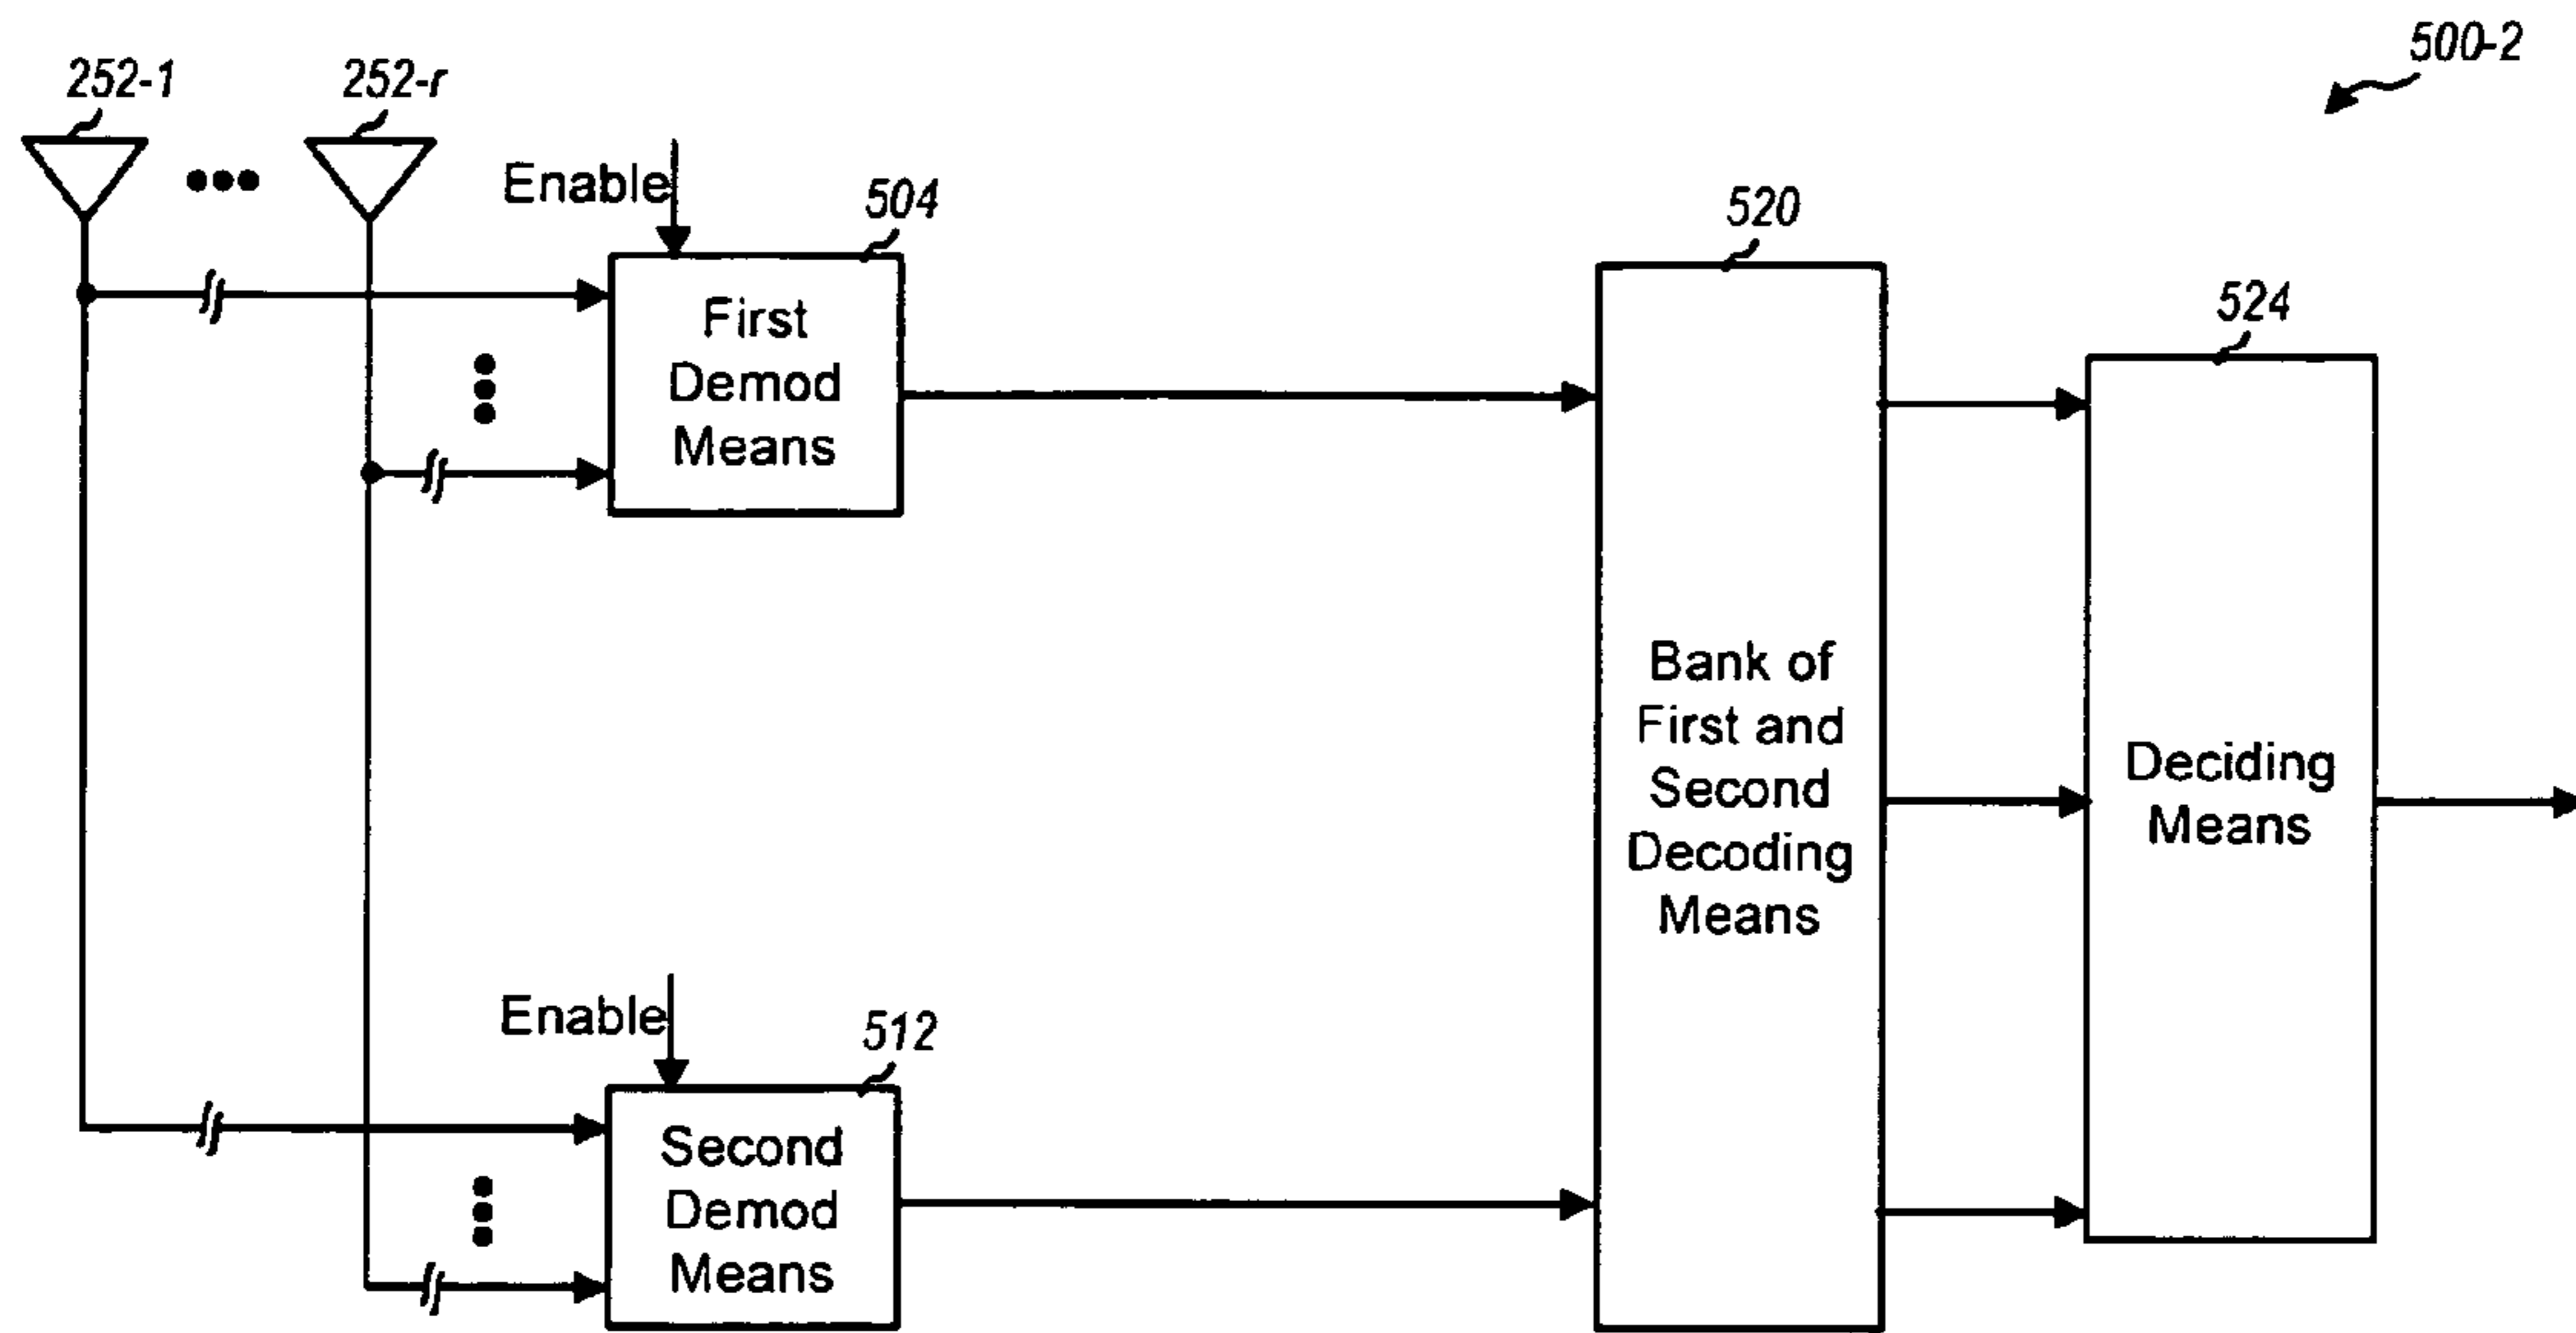 500-2
252-1
252-r
Enable
504
520
524
First
Demod
Means
Bank of
First and
Second
Decoding
Means
Deciding
Means
Enable
512
Second
Demod
Means